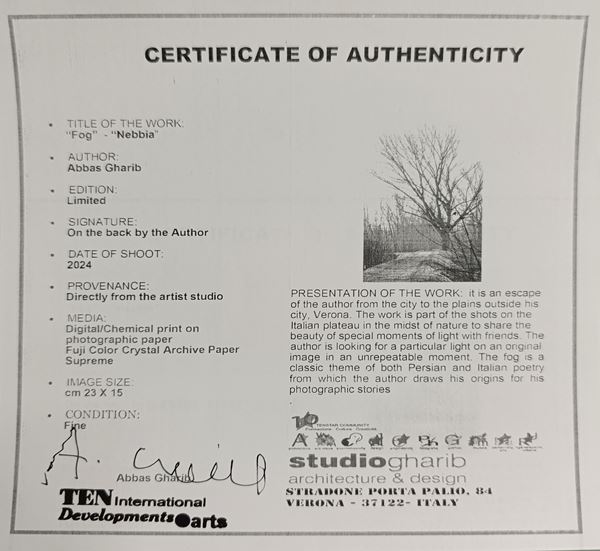 CERTIFICATE OF AUTHENTICITY
TITLE OF THE WORK:
"Fog" - "Nebbia"
AUTHOR:
Abbas Gharib
EDITION:
Limited
SIGNATURE:
On the back by the Author
DATE OF SHOOT:
2024
PROVENANCE:
Directly from the artist studio
MEDIA:
Digital/Chemical print on
photographic paper
Fuji Color Crystal Archive Paper
Supreme
IMAGE SIZE:
cm 23 X 15
CONDITION:
Fine
Abbas Gharib
TEN International
Developments arts
PRESENTATION OF THE WORK: it is an escape
of the author from the city to the plains outside his
city, Verona. The work is part of the shots on the
Italian plateau in the midst of nature to share the
beauty of special moments of light with friends. The
author is looking for a particular light on an original
image in an unrepeatable moment. The fog is a
classic theme of both Persian and Italian poetry
from which the author draws his origins for his
photographic stories
.
TENSTAR COMMUNITY
studiogharib
architecture & design
STRADONE PORTA PALIO, 84
VERONA - 37122- ITALY